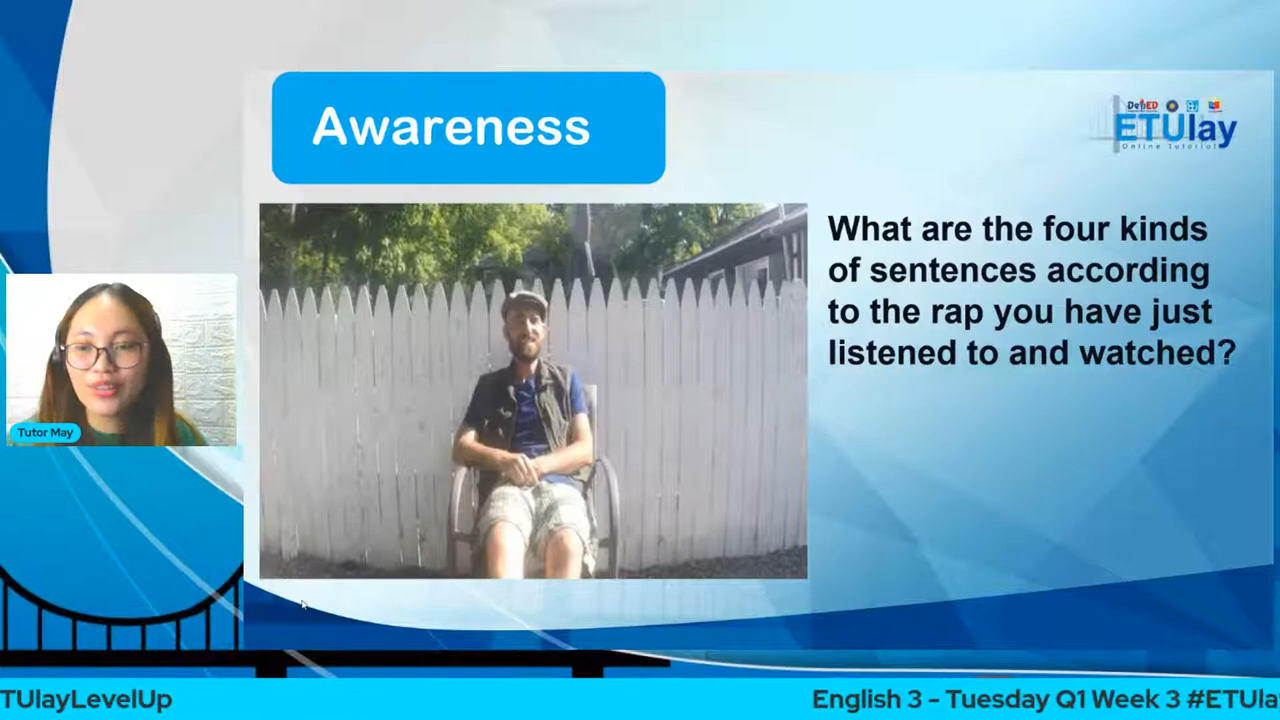 Awareness
DepED
ETUlay
Online Tutorial
What are the four kinds
of sentences according
to the rap you have just
listened to and watched?
Tutor May
TUlayLevelUp
English 3 - Tuesday Q1 Week 3 #ETUla